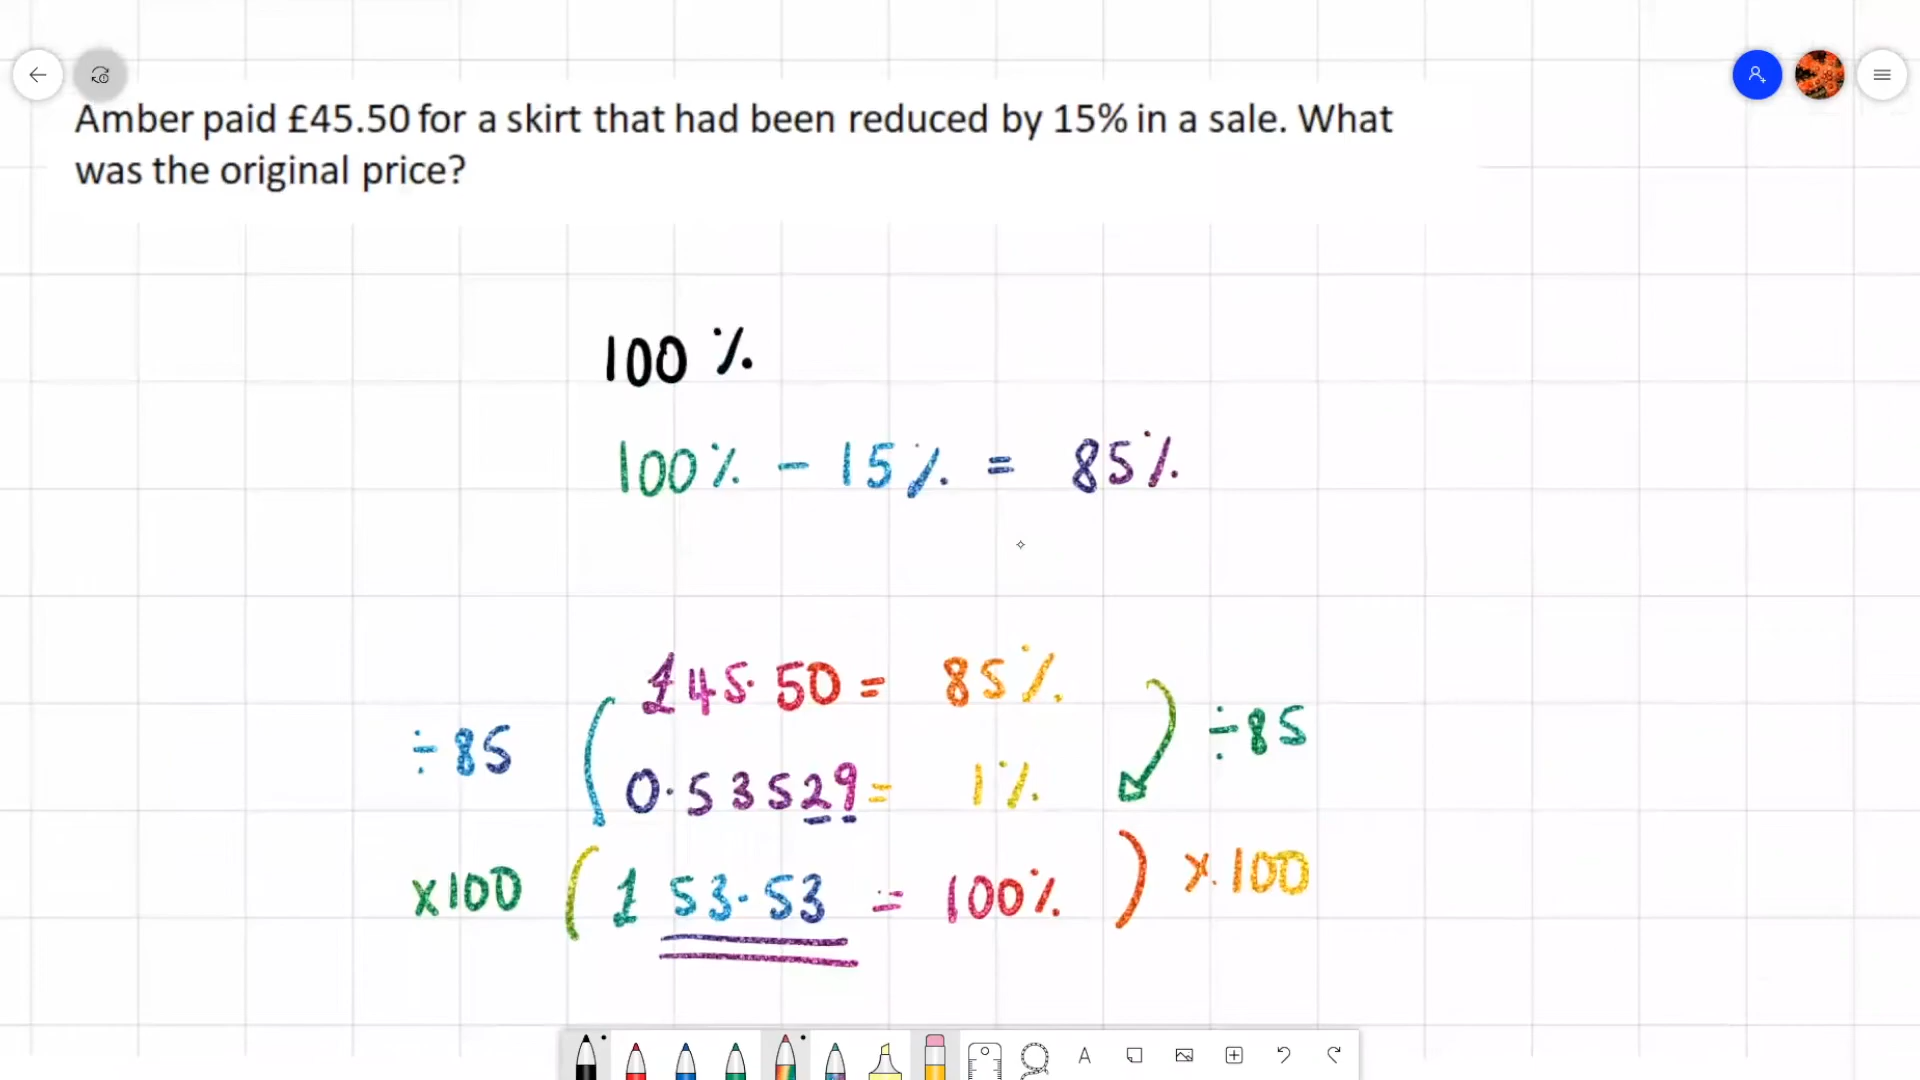 Amber paid £45.50 for a skirt that had been reduced by 15% in a sale. What
was the original price?
100 %
100% - 15% = 85%
£45.50 = 85%
÷85 ÷85
0.53529 = 1%
x100 £ 53.53 = 100% x 100